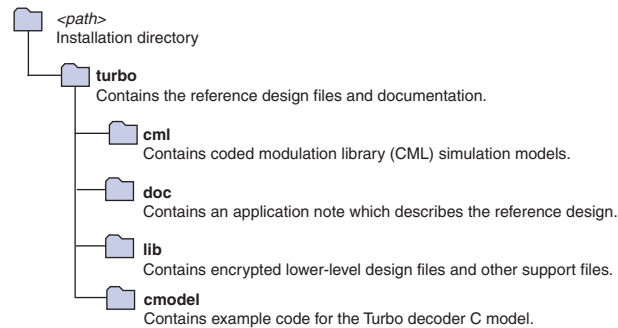 <path>
Installation directory
turbo
Contains the reference design files and documentation.
cml
Contains coded modulation library (CML) simulation models.
doc
Contains an application note which describes the reference design.
lib
Contains encrypted lower-level design files and other support files.
cmodel
Contains example code for the Turbo decoder C model.